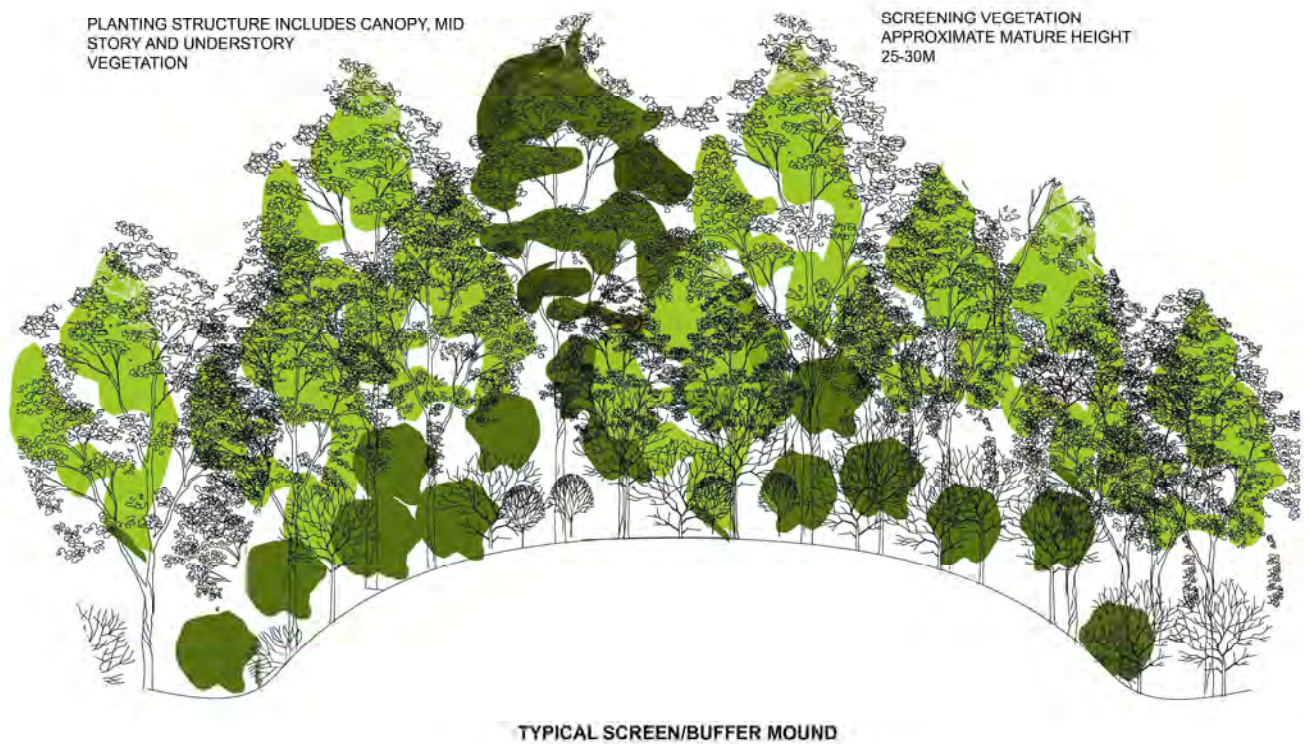 PLANTING STRUCTURE INCLUDES CANOPY, MID
STORY AND UNDERSTORY
VEGETATION
SCREENING VEGETATION
APPROXIMATE MATURE HEIGHT
25-30M
TYPICAL SCREEN/BUFFER MOUND